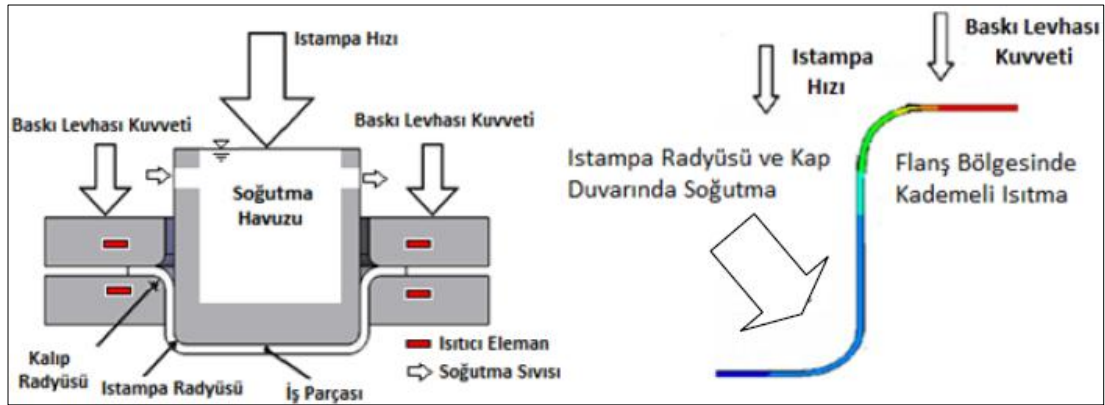 Istampa Hızı
Baskı Levhası Kuvveti
Baskı Levhası
Kuvveti
Soğutma
Havuzu
Kalıp
Radyüsü
Istampa Radyüsü
İş Parçası
Isıtıcı Eleman
Soğutma Sıvısı
Baskı Levhası
Kuvveti
Istampa
Hızı
Istampa Radyüsü ve Kap
Duvarında Soğutma
Flanş Bölgesinde
Kademeli Isıtma